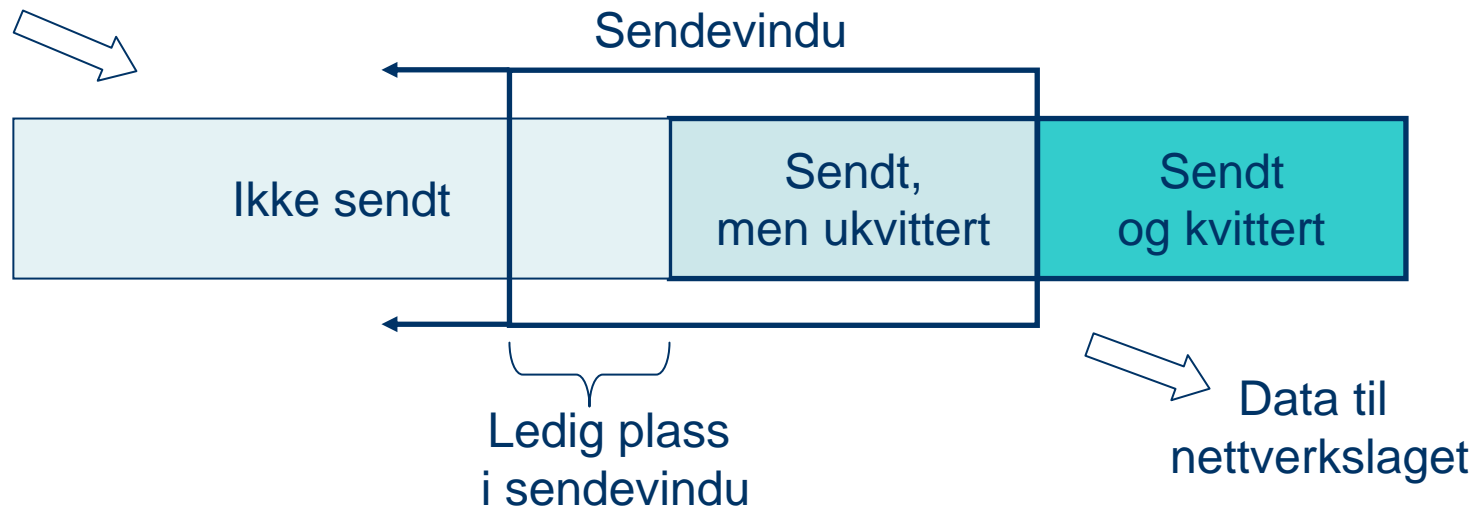 Sendevindu
Ikke sendt
Sendt,
men ukvittert
Sendt
og kvittert
Ledig plass
i sendevindu
Data til
nettverkslaget